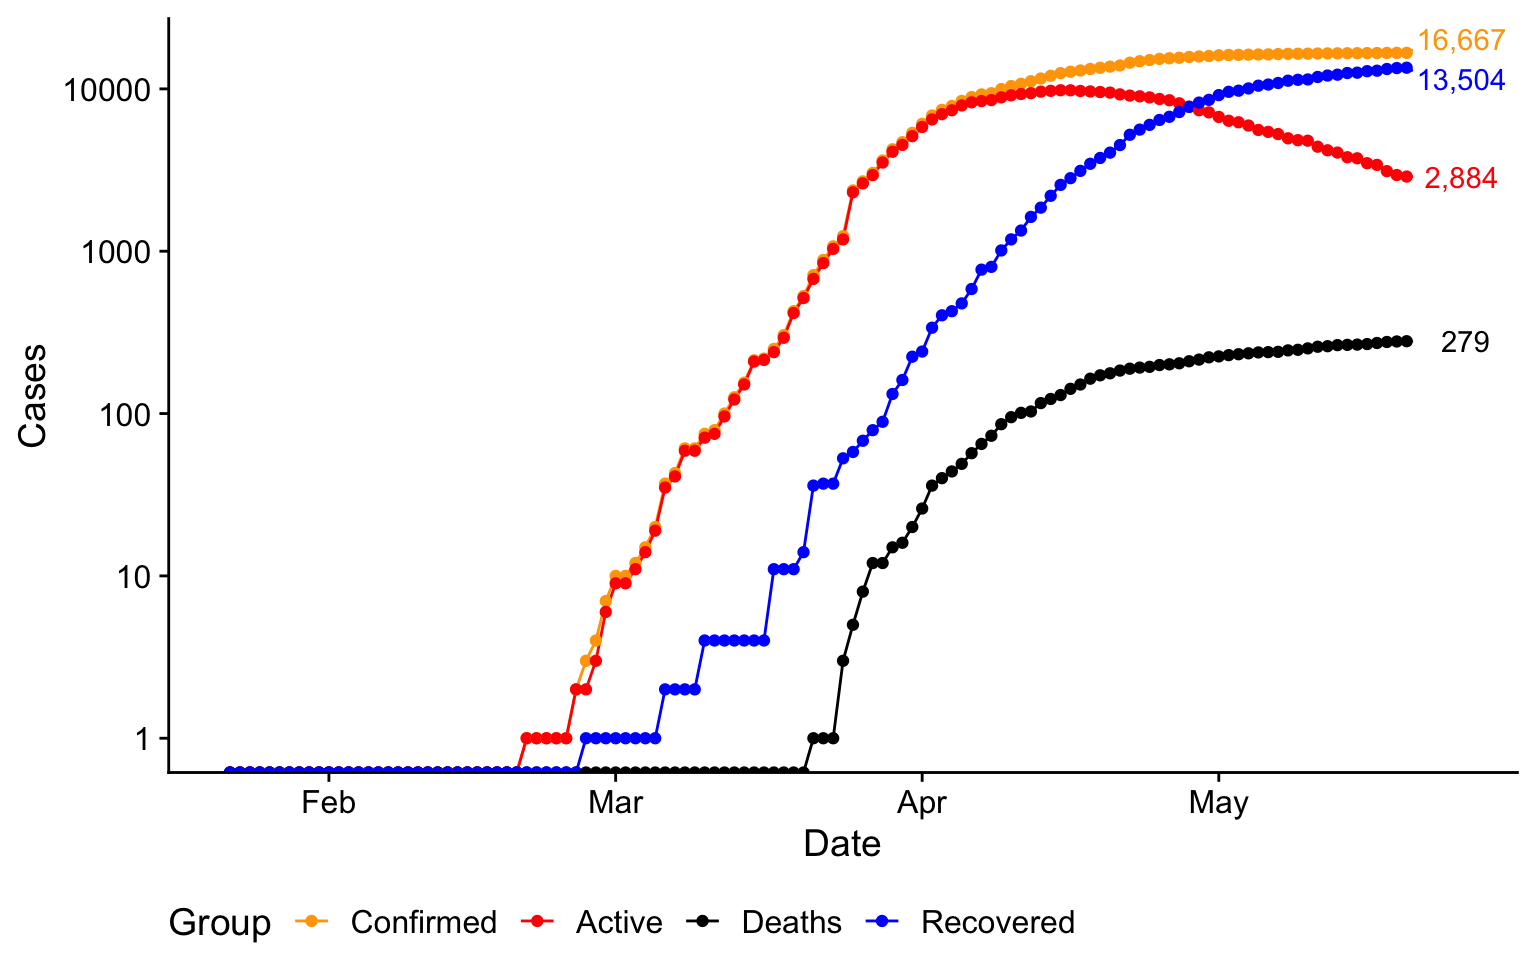 16,667
10000
13,504
2,884
1000
279
Cases
100
10
1
Feb Mar Apr May
Date
Group Confirmed Active Deaths Recovered